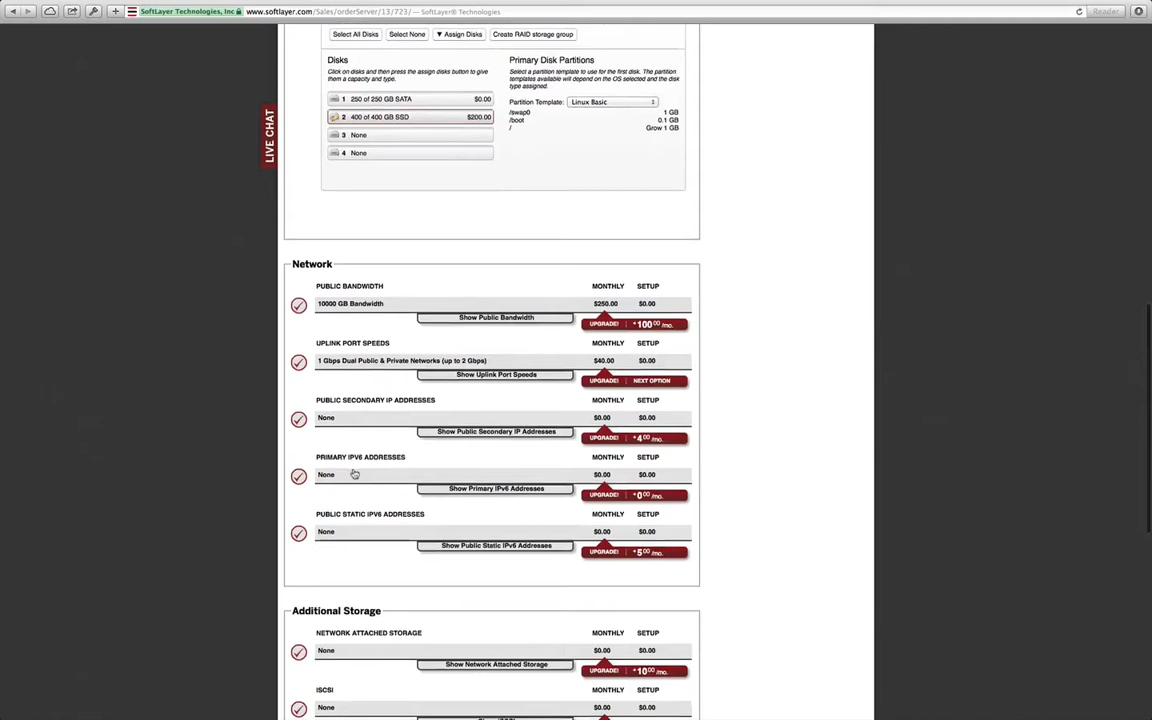 SoftLayer Technologies, Inc www.softlayer.com/Sales/orderServer/13/723/ — SoftLayer® Technologies Reader
Select All Disks Select None ▼ Assign Disks Create RAID storage group
Disks
Click on disks and then press the assign disks button to give
them a capacity and type.
1 250 of 250 GB SATA $0.00
2 400 of 400 GB SSD $200.00
3 None
4 None
Primary Disk Partitions
Select a partition template to use for the first disk. The partition
templates available will depend on the OS selected and the disk
type assigned.
Partition Template: Linux Basic
/swap0 1 GB
/boot 0.1 GB
/ Grow 1 GB
LIVE CHAT
Network
PUBLIC BANDWIDTH MONTHLY SETUP
10000 GB Bandwidth $250.00 $0.00
Show Public Bandwidth UPGRADE! $100.00 /mo.
UPLINK PORT SPEEDS MONTHLY SETUP
1 Gbps Dual Public & Private Networks (up to 2 Gbps) $40.00 $0.00
Show Uplink Port Speeds UPGRADE! NEXT OPTION
PUBLIC SECONDARY IP ADDRESSES MONTHLY SETUP
None $0.00 $0.00
Show Public Secondary IP Addresses UPGRADE! $4.00 /mo.
PRIMARY IPV6 ADDRESSES MONTHLY SETUP
None $0.00 $0.00
Show Primary IPv6 Addresses UPGRADE! $0.00 /mo.
PUBLIC STATIC IPV6 ADDRESSES MONTHLY SETUP
None $0.00 $0.00
Show Public Static IPv6 Addresses UPGRADE! $5.00 /mo.
Additional Storage
NETWORK ATTACHED STORAGE MONTHLY SETUP
None $0.00 $0.00
Show Network Attached Storage UPGRADE! $10.00 /mo.
ISCSI MONTHLY SETUP
None $0.00 $0.00